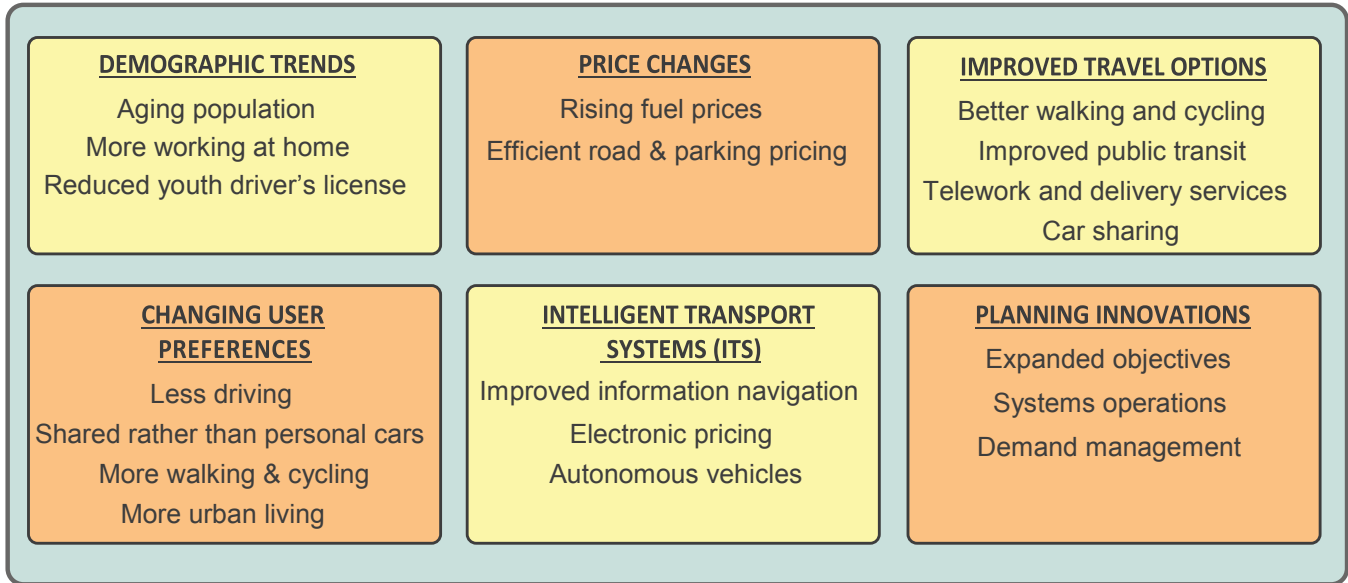 DEMOGRAPHIC TRENDS
Aging population
More working at home
Reduced youth driver’s license
PRICE CHANGES
Rising fuel prices
Efficient road & parking pricing
IMPROVED TRAVEL OPTIONS
Better walking and cycling
Improved public transit
Telework and delivery services
Car sharing
CHANGING USER
PREFERENCES
Less driving
Shared rather than personal cars
More walking & cycling
More urban living
INTELLIGENT TRANSPORT
SYSTEMS (ITS)
Improved information navigation
Electronic pricing
Autonomous vehicles
PLANNING INNOVATIONS
Expanded objectives
Systems operations
Demand management